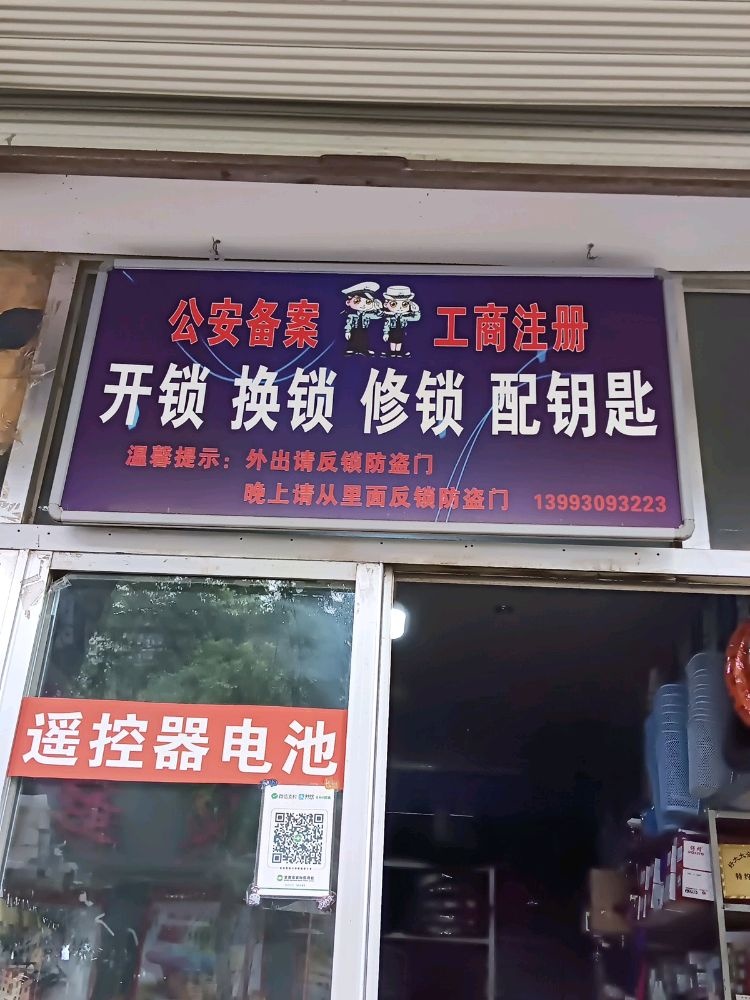 公安备案 工商注册
开锁 换锁 修锁 配钥匙
温馨提示：外出请反锁防盗门
晚上请从里面反锁防盗门 13993093223
遥控器电池